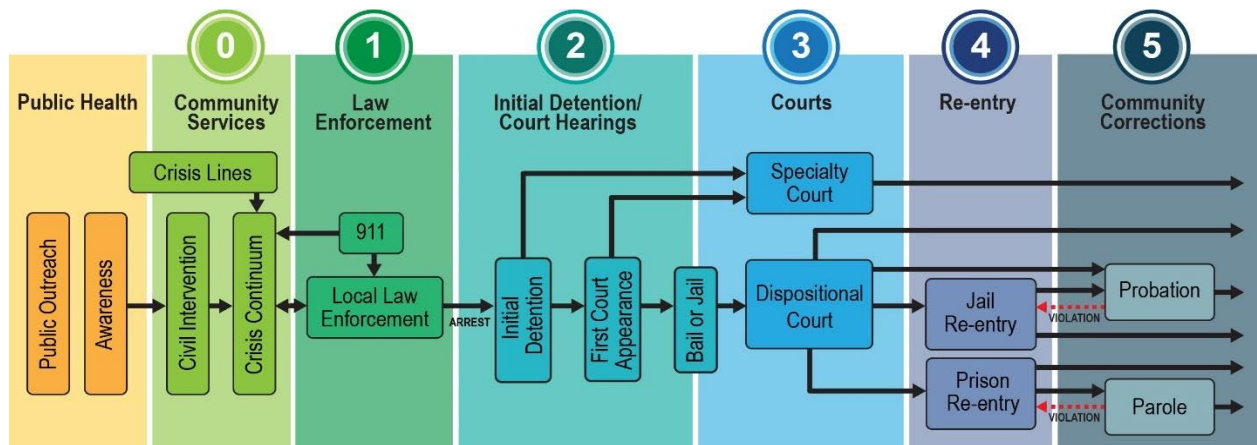 0
1
2
3
4
5
Public Health
Community
Services
Law
Enforcement
Initial Detention/
Court Hearings
Courts
Re-entry
Community
Corrections
Crisis Lines
Public Outreach
Awareness
Civil Intervention
Crisis Continuum
911
Local Law
Enforcement
ARREST
Initial
Detention
First Court
Appearance
Bail or Jail
Specialty
Court
Dispositional
Court
Jail
Re-entry
Prison
Re-entry
VIOLATION
Probation
VIOLATION
Parole